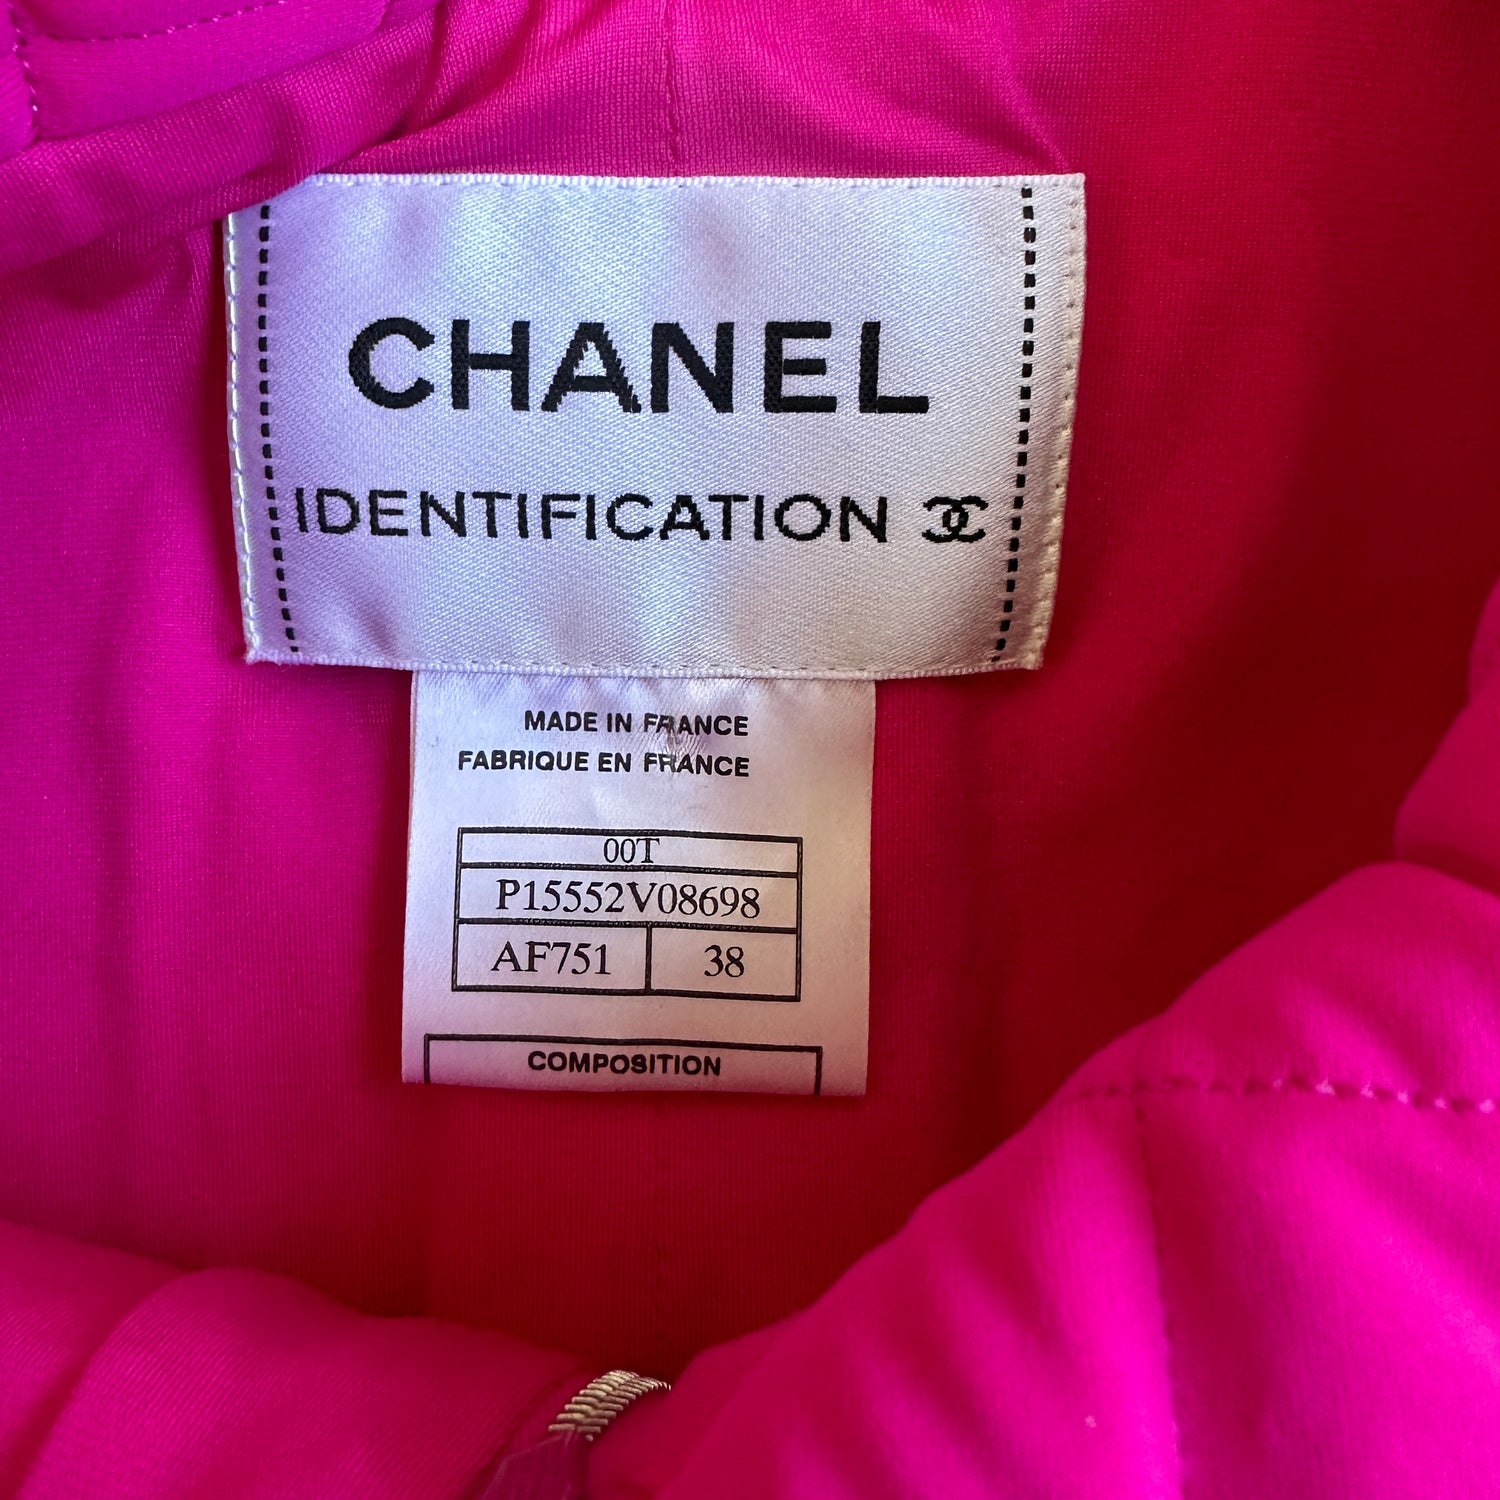 CHANEL
IDENTIFICATION
MADE IN FRANCE
FABRIQUE EN FRANCE
00T
P15552V08698
AF751 38
COMPOSITION